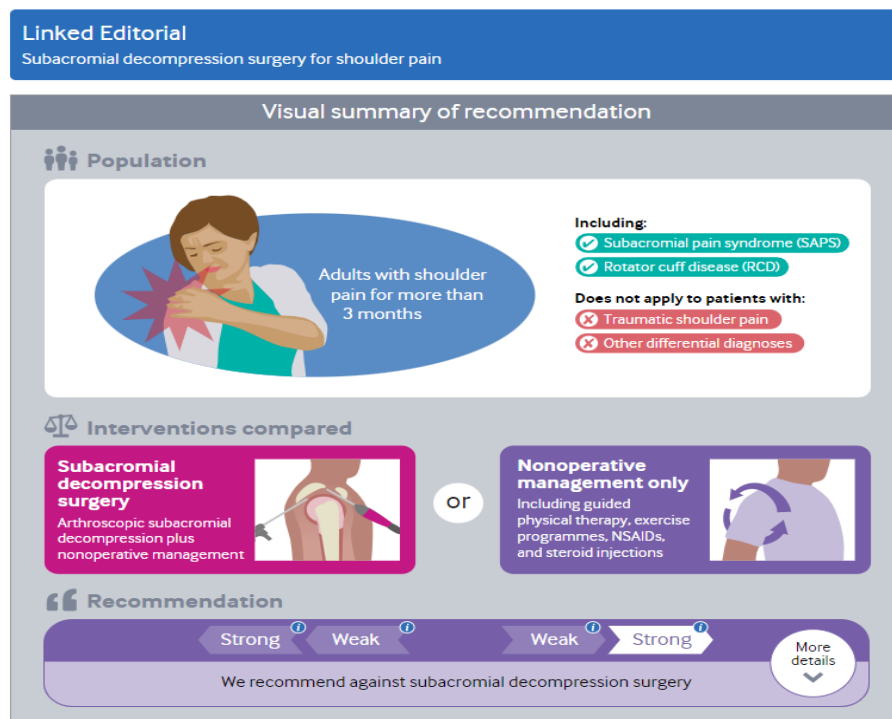 Linked Editorial
Subacromial decompression surgery for shoulder pain
Visual summary of recommendation
Population
Adults with shoulder
pain for more than
3 months
Including:
Subacromial pain syndrome (SAPS)
Rotator cuff disease (RCD)
Does not apply to patients with:
Traumatic shoulder pain
Other differential diagnoses
Interventions compared
Subacromial
decompression
surgery
Arthroscopic subacromial
decompression plus
nonoperative management
or
Nonoperative
management only
Including guided
physical therapy, exercise
programmes, NSAIDs,
and steroid injections
Recommendation
Strong i
Weak i
Weak i
Strong i
More
details
We recommend against subacromial decompression surgery